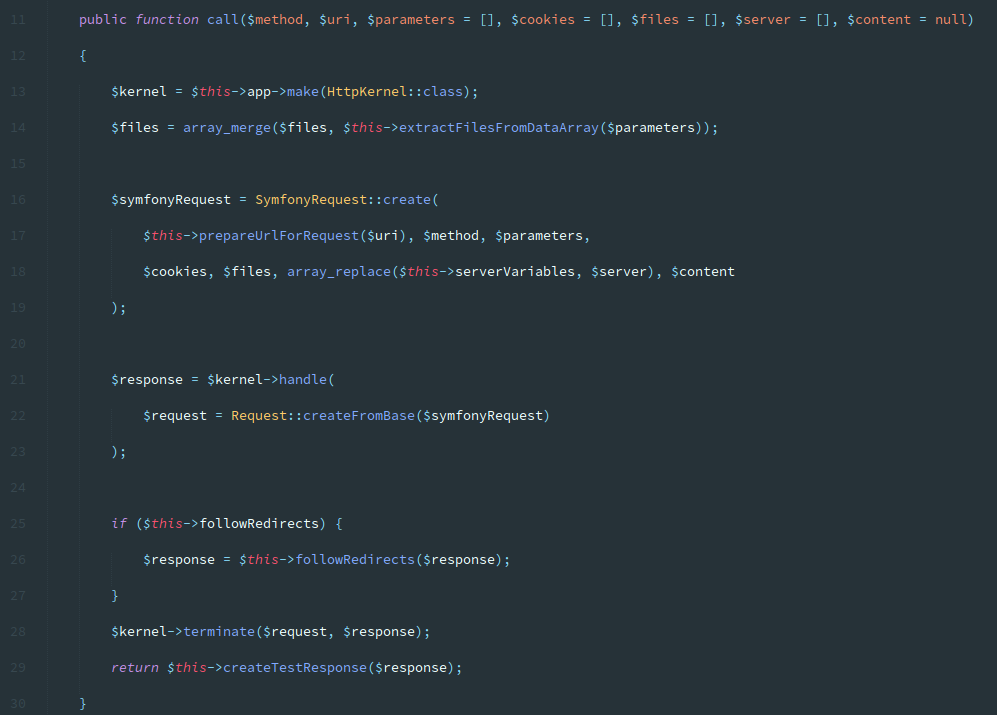 11 public function call($method, $uri, $parameters = [], $cookies = [], $files = [], $server = [], $content = null)
12 {
13 $kernel = $this->app->make(HttpKernel::class);
14 $files = array_merge($files, $this->extractFilesFromDataArray($parameters));
15
16 $symfonyRequest = SymfonyRequest::create(
17 $this->prepareUrlForRequest($uri), $method, $parameters,
18 $cookies, $files, array_replace($this->serverVariables, $server), $content
19 );
20
21 $response = $kernel->handle(
22 $request = Request::createFromBase($symfonyRequest)
23 );
24
25 if ($this->followRedirects) {
26 $response = $this->followRedirects($response);
27 }
28 $kernel->terminate($request, $response);
29 return $this->createTestResponse($response);
30 }